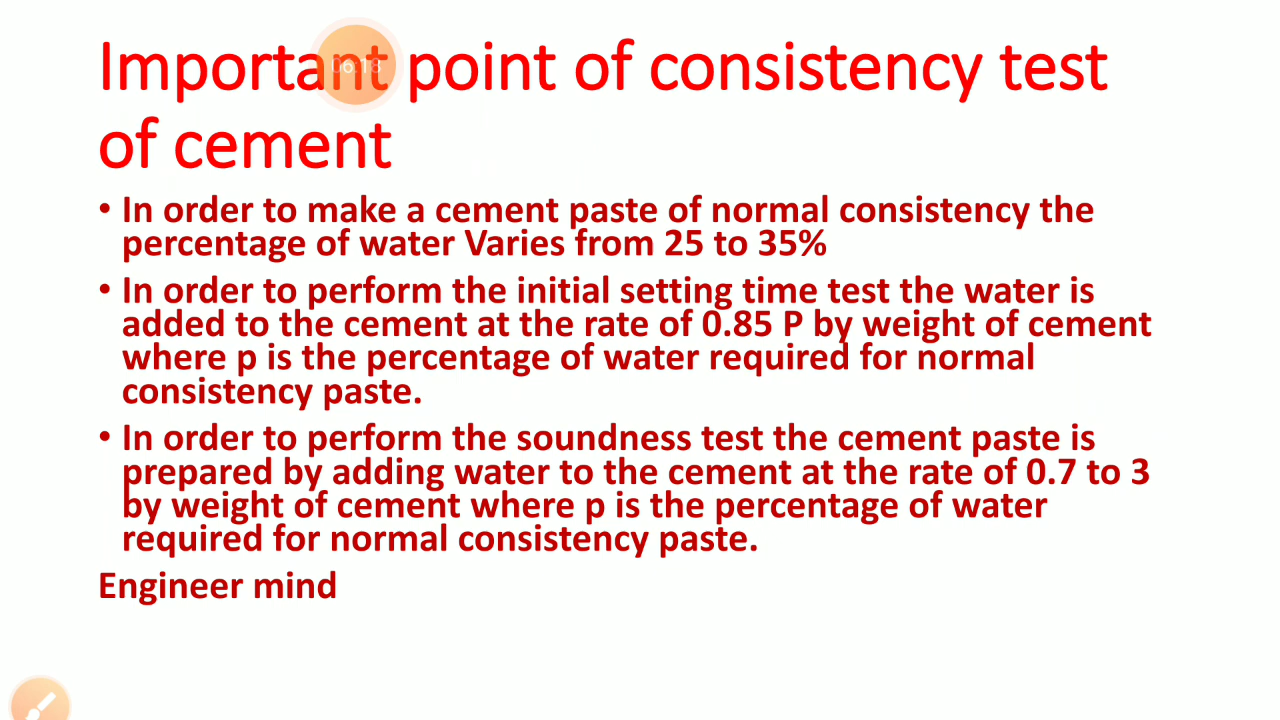 Important point of consistency test
of cement
• In order to make a cement paste of normal consistency the
percentage of water Varies from 25 to 35%
• In order to perform the initial setting time test the water is
added to the cement at the rate of 0.85 P by weight of cement
where p is the percentage of water required for normal
consistency paste.
• In order to perform the soundness test the cement paste is
prepared by adding water to the cement at the rate of 0.7 to 3
by weight of cement where p is the percentage of water
required for normal consistency paste.
Engineer mind
06:18